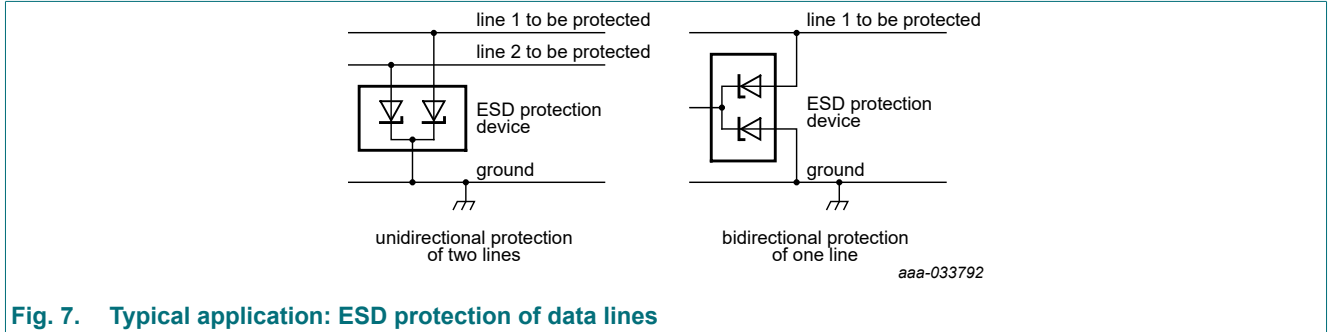 line 1 to be protected
line 2 to be protected
ESD protection
device
ground
unidirectional protection
of two lines
line 1 to be protected
ESD protection
device
ground
bidirectional protection
of one line
aaa-033792
Fig. 7. Typical application: ESD protection of data lines